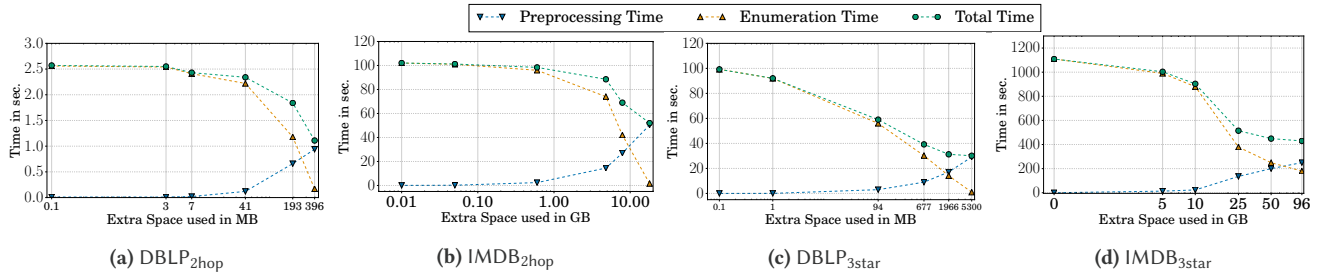 Preprocessing Time Enumeration Time Total Time
3.0
2.5
2.0
1.5
1.0
0.5
0.0
Time in sec.
0.1 3 7 41 193 396
Extra Space used in MB
(a) DBLP2hop
120
100
80
60
40
20
0
Time in sec.
0.01 0.10 1.00 10.00
Extra Space used in GB
(b) IMDB2hop
120
100
80
60
40
20
0
Time in sec.
0.1 1 94 677 1966 5300
Extra Space used in MB
(c) DBLP3star
1200
1000
800
600
400
200
0
Time in sec.
0 5 10 25 50 96
Extra Space used in GB
(d) IMDB3star